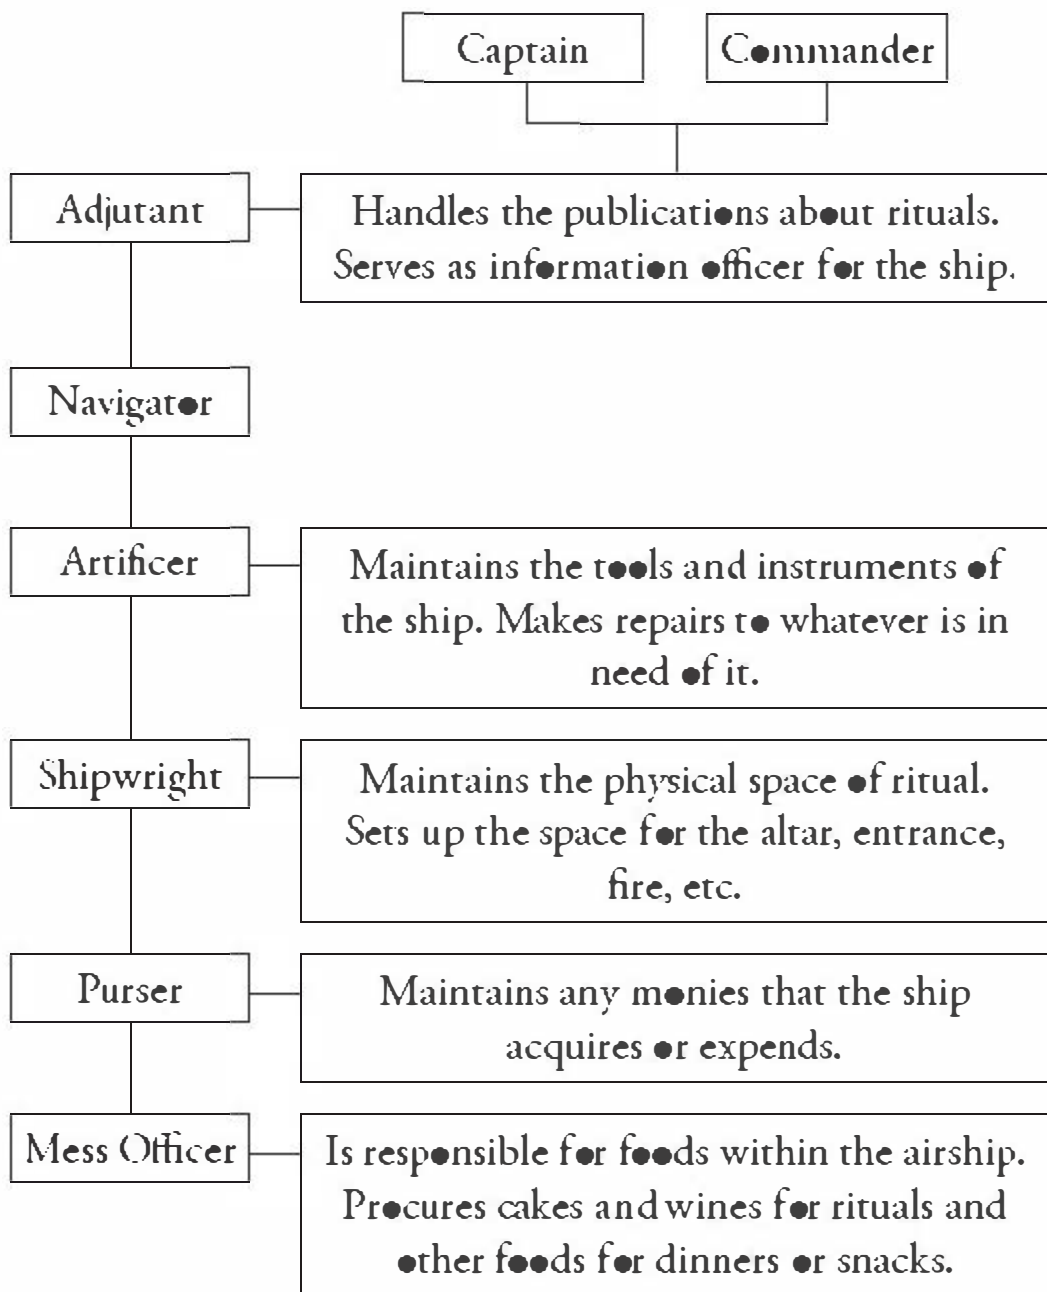 Captain
Commander
Adjutant
Handles the publications about rituals.
Serves as information officer for the ship.
Navigator
Artificer
Maintains the tools and instruments of
the ship. Makes repairs to whatever is in
need of it.
Shipwright
Maintains the physical space of ritual.
Sets up the space for the altar, entrance,
fire, etc.
Purser
Maintains any monies that the ship
acquires or expends.
Mess Officer
Is responsible for foods within the airship.
Procures cakes and wines for rituals and
other foods for dinners or snacks.